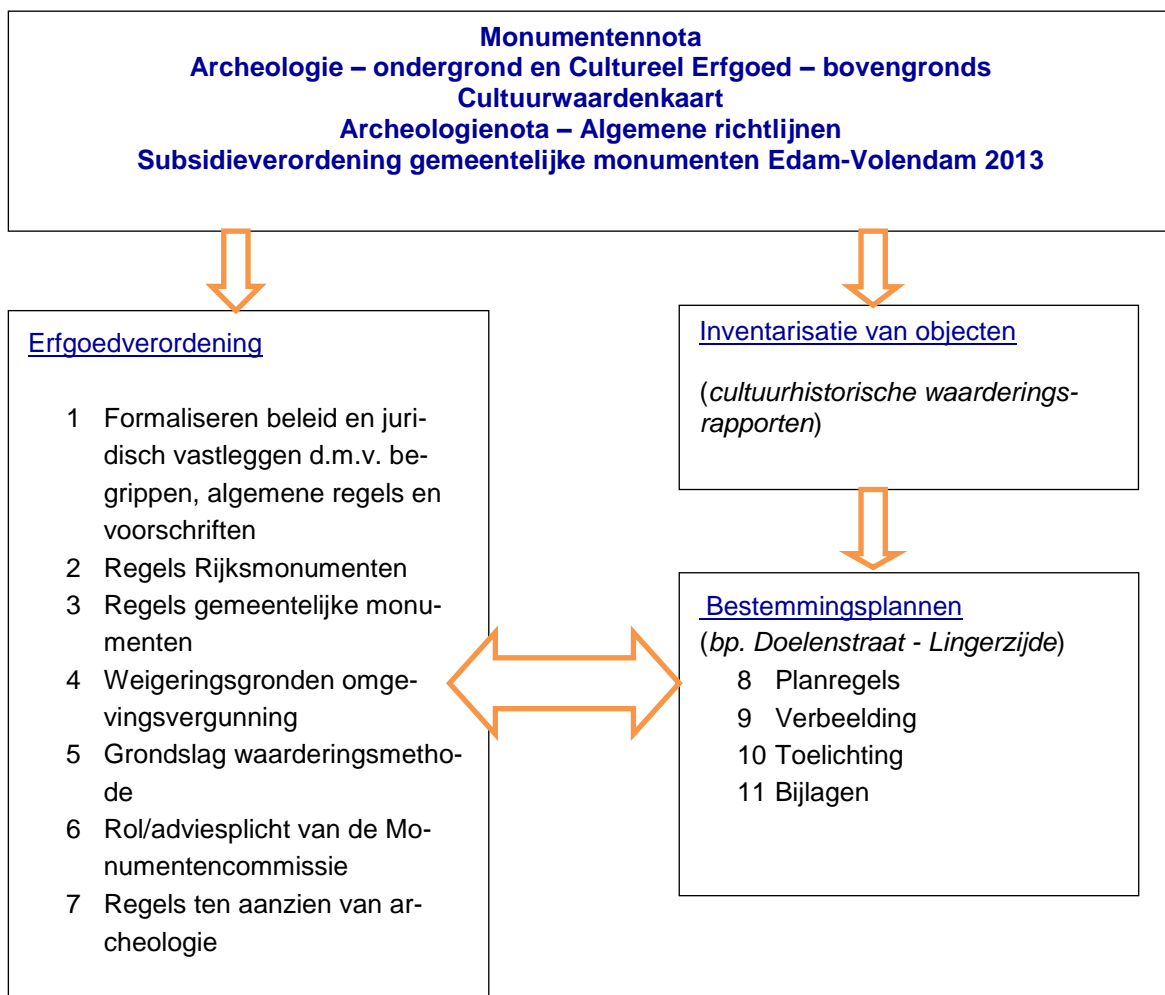 Monumentennota
Archeologie – ondergrond en Cultureel Erfgoed – bovengronds
Cultuurwaardenkaart
Archeologienota – Algemene richtlijnen
Subsidieverordening gemeentelijke monumenten Edam-Volendam 2013
Erfgoedverordening
1 Formaliseren beleid en juri-
disch vastleggen d.m.v. be-
grippen, algemene regels en
voorschriften
2 Regels Rijksmonumenten
3 Regels gemeentelijke monu-
menten
4 Weigeringsgronden omge-
vingsvergunning
5 Grondslag waarderingsmetho-
de
6 Rol/adviesplicht van de Mo-
numentencommissie
7 Regels ten aanzien van ar-
cheologie
Inventarisatie van objecten
(cultuurhistorische waarderings-
rapporten)
Bestemmingsplannen
(bp. Doelenstraat - Lingerzijde)
8 Planregels
9 Verbeelding
10 Toelichting
11 Bijlagen